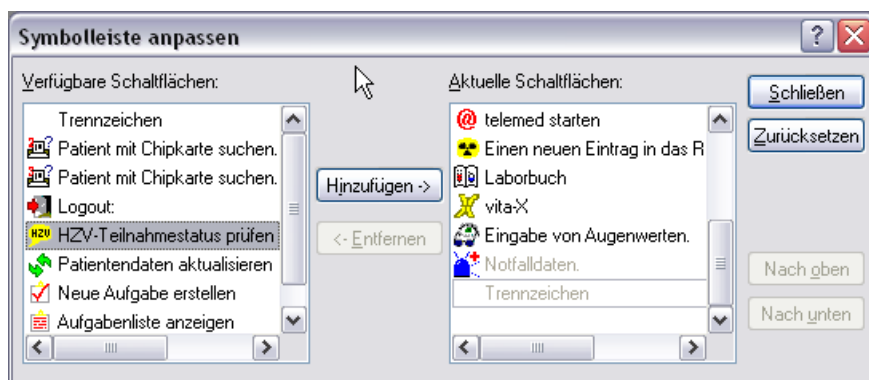 Symbolleiste anpassen
?
Verfügbare Schaltflächen:
Trennzeichen
Patient mit Chipkarte suchen.
Patient mit Chipkarte suchen.
Logout:
HZV HZV-Teilnahmestatus prüfen
Patientendaten aktualisieren
Neue Aufgabe erstellen
Aufgabenliste anzeigen
Hinzufügen ->
<- Entfernen
Aktuelle Schaltflächen:
@ telemed starten
Einen neuen Eintrag in das R
Laborbuch
vita-X
Eingabe von Augenwerten.
Notfalldaten.
Trennzeichen
Schließen
Zurücksetzen
Nach oben
Nach unten